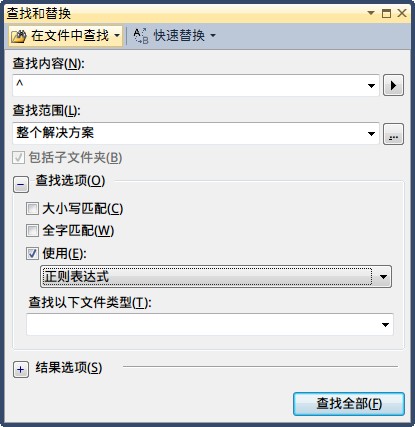 查找和替换
在文件中查找 快速替换
查找内容(N):
^
查找范围(L):
整个解决方案
...
包括子文件夹(B)
查找选项(O)
大小写匹配(C)
全字匹配(W)
使用(E):
正则表达式
查找以下文件类型(T):
结果选项(S)
查找全部(F)